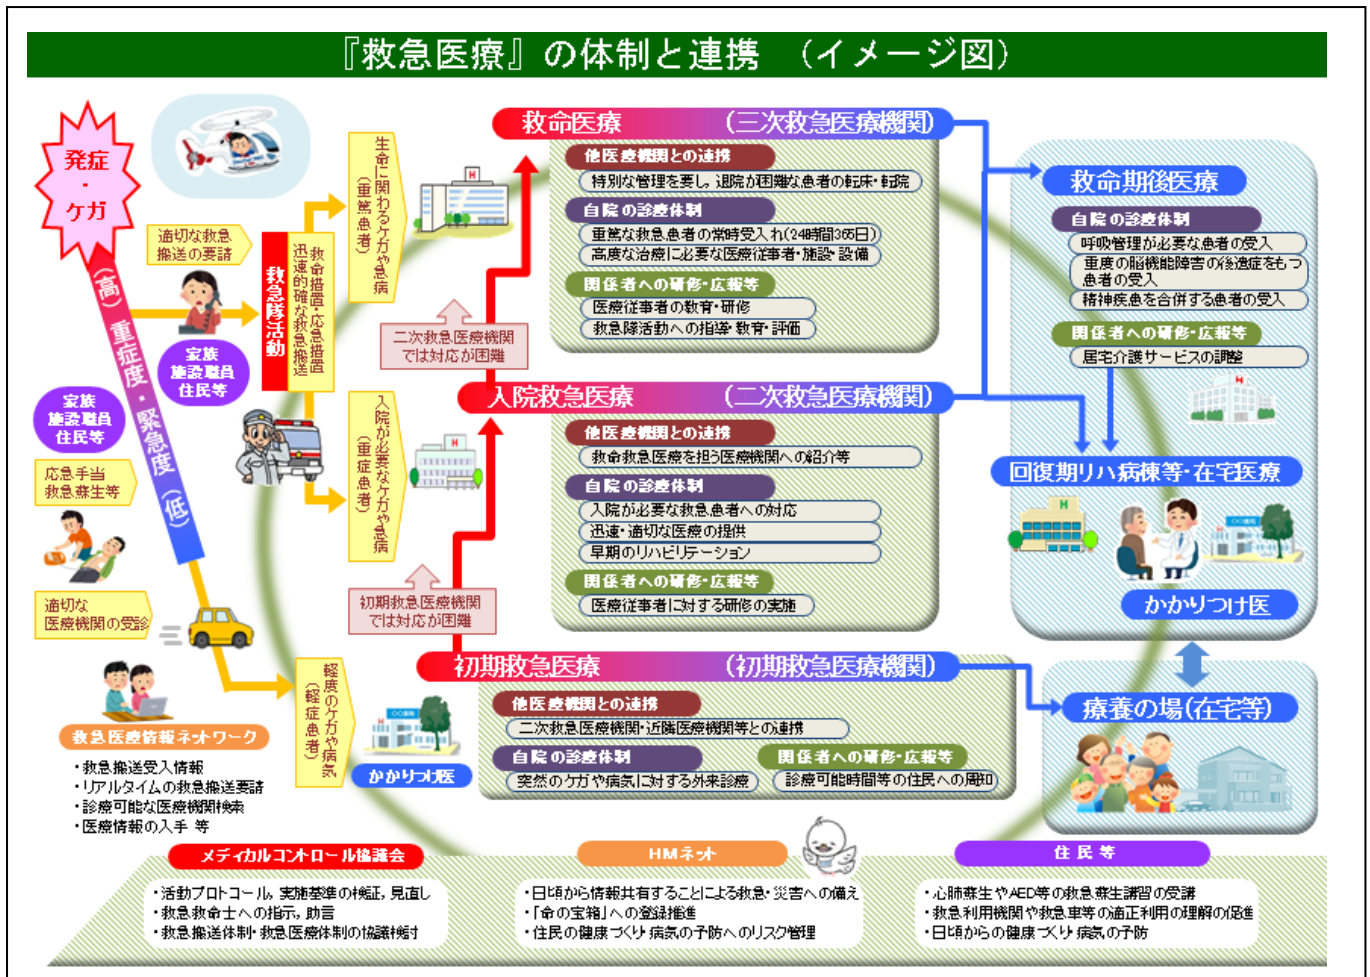 『救急医療』の体制と連携 （イメージ図）
発症
・
ケガ
（高）重症度・緊急度（低）
適切な救急
搬送の要請
家族
施設職員
住民等
救急隊活動
救命措置・応急措置
迅速的確な救急搬送
家族
施設職員
住民等
応急手当
救急蘇生等
適切な
医療機関の受診
救急医療情報ネットワーク
・救急搬送受入情報
・リアルタイムの救急搬送要請
・診療可能な医療機関検索
・医療情報の入手 等
生命に関わるケガや急病
（重篤患者）
入院が必要なケガや急病
（重症患者）
軽度のケガや病気
（軽症患者）
H
H
〇〇医院
かかりつけ医
二次救急医療機関
では対応が困難
初期救急医療機関
では対応が困難
救命医療 （三次救急医療機関）
他医療機関との連携
特別な管理を要し，退院が困難な患者の転床・転院
自院の診療体制
重篤な救急患者の常時受入れ（24時間365日）
高度な治療に必要な医療従事者・施設・設備
関係者への研修・広報等
医療従事者の教育・研修
救急隊活動への指導・教育・評価
入院救急医療 （二次救急医療機関）
他医療機関との連携
救命救急医療を担う医療機関への紹介等
自院の診療体制
入院が必要な救急患者への対応
迅速・適切な医療の提供
早期のリハビリテーション
関係者への研修・広報等
医療従事者に対する研修の実施
初期救急医療 （初期救急医療機関）
他医療機関との連携
二次救急医療機関・近隣医療機関等との連携
自院の診療体制
突然のケガや病気に対する外来診療
関係者への研修・広報等
診療可能時間等の住民への周知
救命期後医療
自院の診療体制
呼吸管理が必要な患者の受入
重度の脳機能障害の後遺症をもつ
患者の受入
精神疾患を合併する患者の受入
関係者への研修・広報等
居宅介護サービスの調整
H
回復期リハ病棟等・在宅医療
H
〇〇医院
かかりつけ医
療養の場（在宅等）
メディカルコントロール協議会
・活動プロトコール，実施基準の検証，見直し
・救急救命士への指示，助言
・救急搬送体制・救急医療体制の協議検討
HMネット
・日頃から情報共有することによる救急・災害への備え
・「命の宝箱」への登録推進
・住民の健康づくり・病気の予防へのリスク管理
住民等
・心肺蘇生やAED等の救急蘇生講習の受講
・救急利用機関や救急車等の適正利用の理解の促進
・日頃からの健康づくり・病気の予防